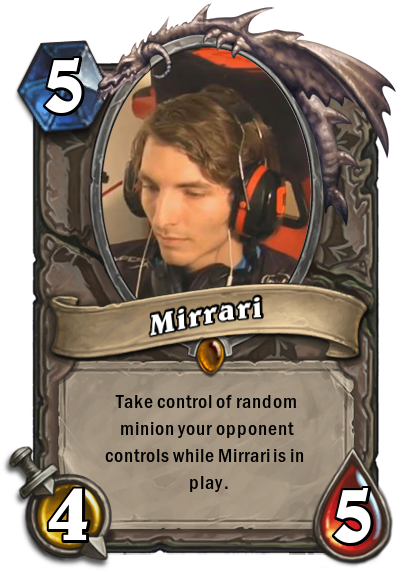 5
Mirrari
Take control of random
minion your opponent
controls while Mirrari is in
play.
4
5